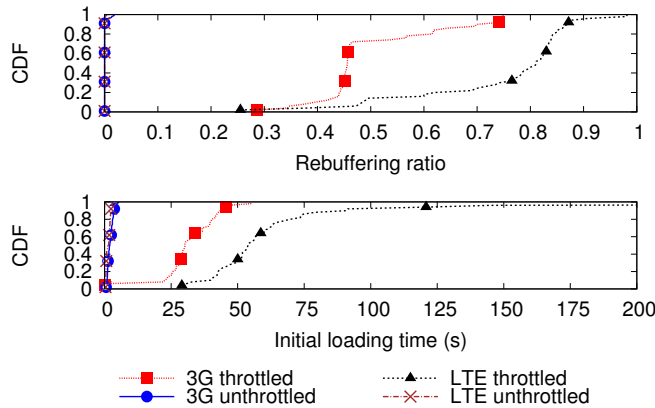 CDF
1
0.8
0.6
0.4
0.2
0
0 0.1 0.2 0.3 0.4 0.5 0.6 0.7 0.8 0.9 1
Rebuffering ratio
CDF
1
0.8
0.6
0.4
0.2
0
0 25 50 75 100 125 150 175 200
Initial loading time (s)
3G throttled LTE throttled
3G unthrottled LTE unthrottled